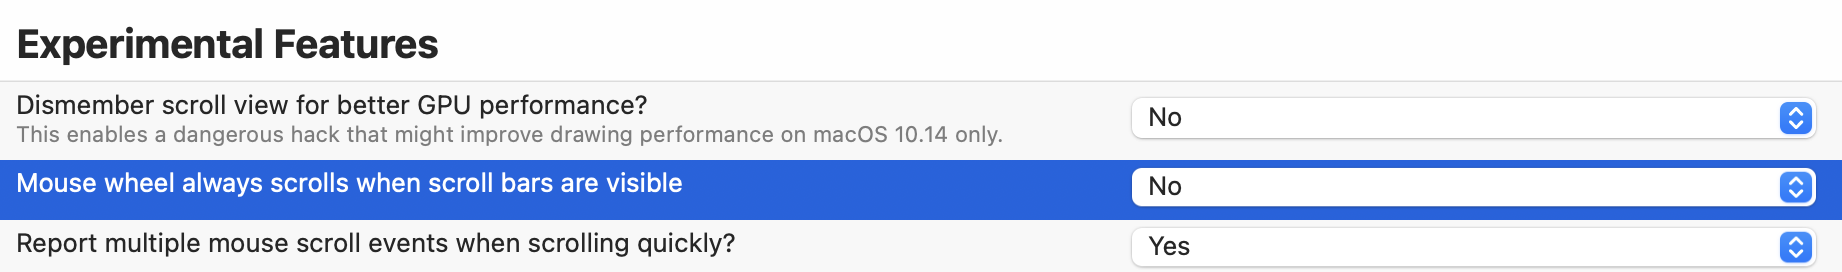 Experimental Features
Dismember scroll view for better GPU performance?
No
This enables a dangerous hack that might improve drawing performance on macOS 10.14 only.
Mouse wheel always scrolls when scroll bars are visible
No
Report multiple mouse scroll events when scrolling quickly?
Yes